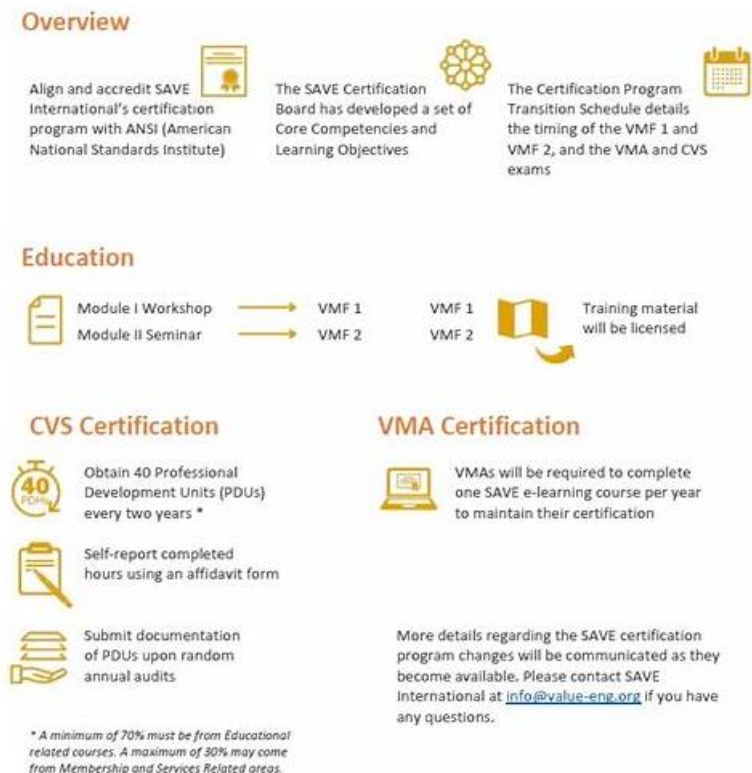 Overview
Align and accredit SAVE
International's certification
program with ANSI (American
National Standards Institute)
The SAVE Certification
Board has developed a set of
Core Competencies and
Learning Objectives
The Certification Program
Transition Schedule details
the timing of the VMF 1 and
VMF 2, and the VMA and CVS
exams
Education
Module I Workshop VMF 1
Module II Seminar VMF 2
VMF 1
VMF 2
Training material
will be licensed
CVS Certification
40
PDHs
Obtain 40 Professional
Development Units (PDUs)
every two years *
Self-report completed
hours using an affidavit form
Submit documentation
of PDUs upon random
annual audits
* A minimum of 70% must be from Educational
related courses. A maximum of 30% may come
from Membership and Services Related areas.
VMA Certification
VMAs will be required to complete
one SAVE e-learning course per year
to maintain their certification
More details regarding the SAVE certification
program changes will be communicated as they
become available. Please contact SAVE
International at info@value-eng.org if you have
any questions.